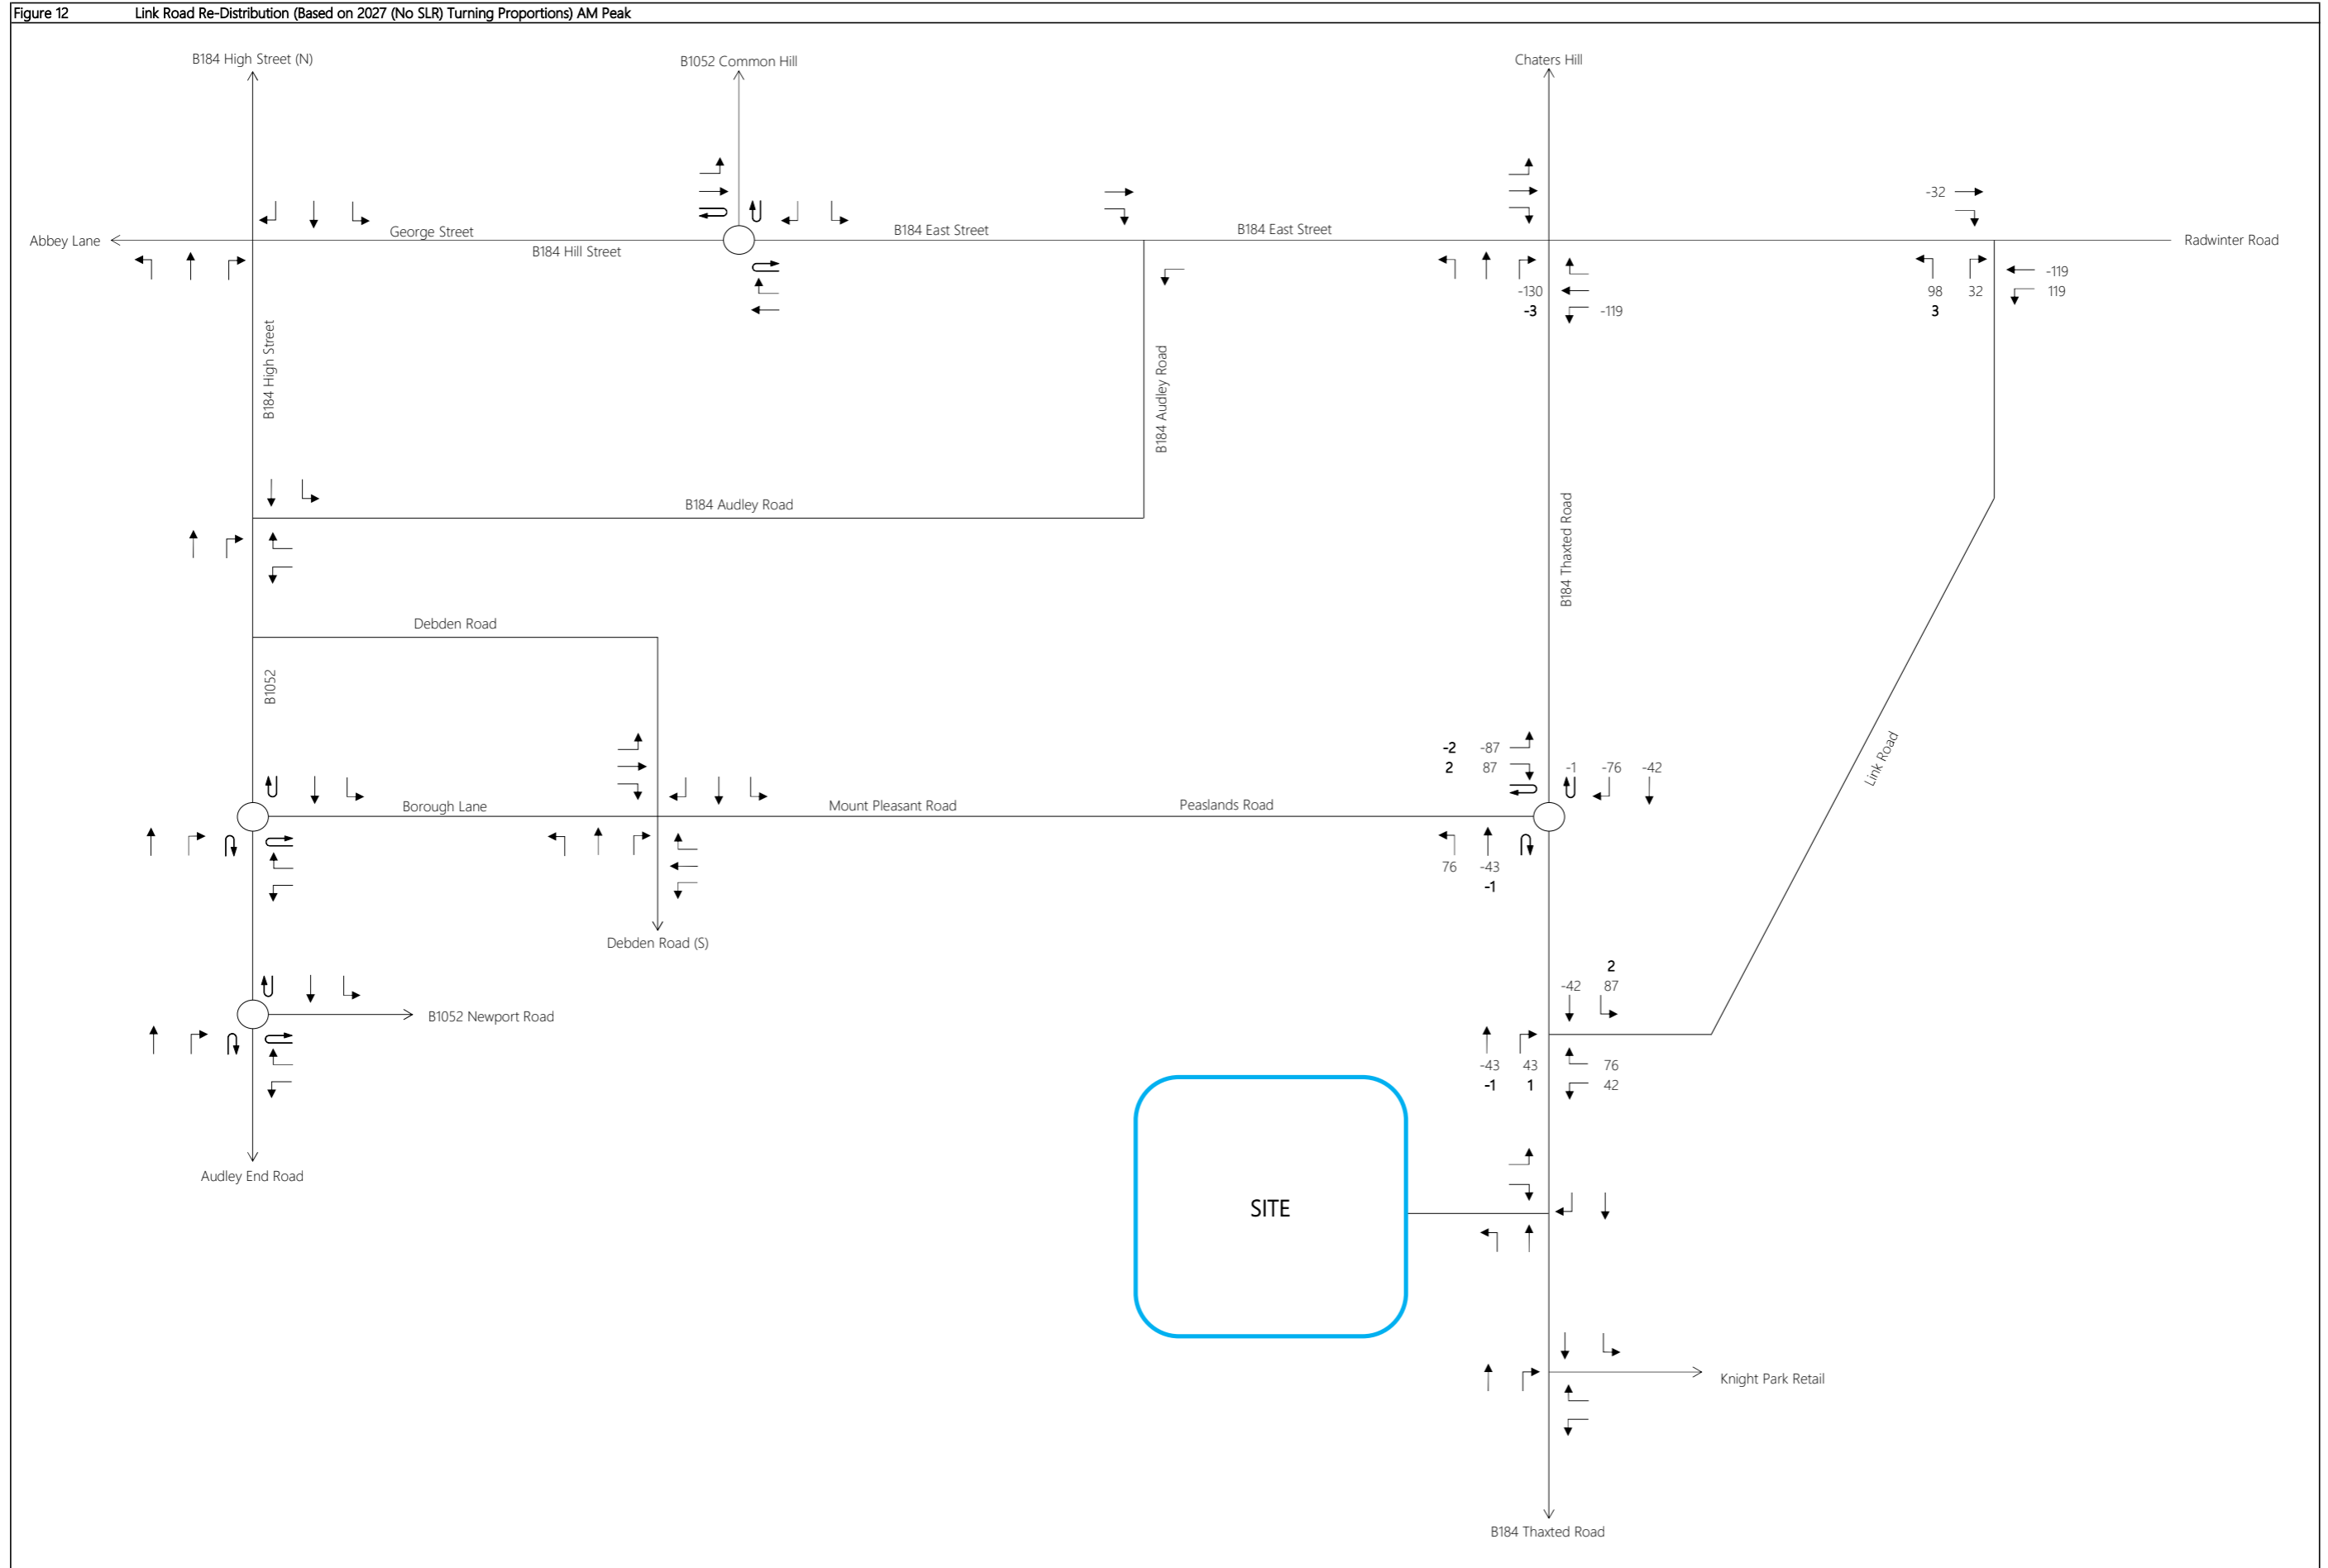 Figure 12 Link Road Re-Distribution (Based on 2027 (No SLR) Turning Proportions) AM Peak
B184 High Street (N)
B1052 Common Hill
Chaters Hill
-32
George Street
B184 East Street
B184 East Street
Abbey Lane
B184 Hill Street
Radwinter Road
-119
-130
98 32
119
-3
-119
3
B184 High Street
B184 Audley Road
B184 Audley Road
B184 Thaxted Road
Debden Road
B1052
Link Road
-2 -87
2 87
-1 -76 -42
Borough Lane
Mount Pleasant Road
Peaslands Road
76 -43
-1
Debden Road (S)
2
-42 87
B1052 Newport Road
-43 43
76
-1 1
42
Audley End Road
SITE
Knight Park Retail
B184 Thaxted Road